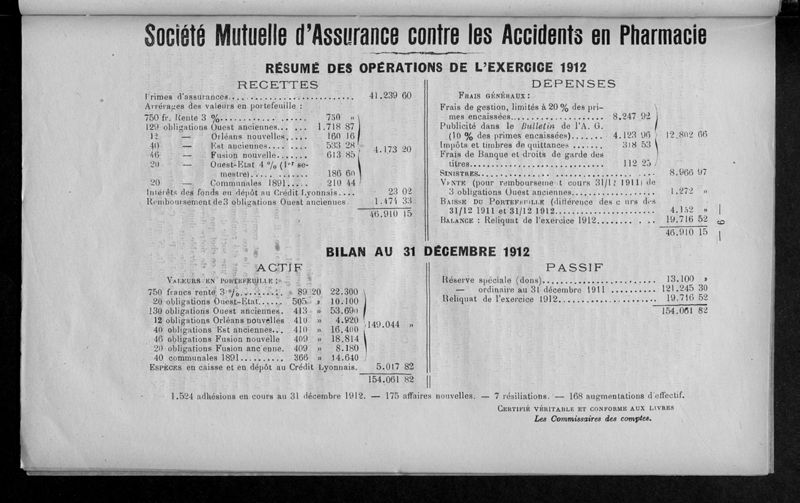 Société Mutuelle d'Assurance contre les Accidents en Pharmacie
RÉSUMÉ DES OPÉRATIONS DE L'EXERCICE 1912
RECETTES
Primes d'assurances.... 41.239 60
Arrérages des valeurs en portefeuille :
750 fr. Rente 3 %.... 750 »
129 obligations Ouest anciennes.... 1.718 87
12 — Orléans nouvelles.... 160 16
40 — Est anciennes.... 533 28
46 — Fusion nouvelle.... 613 85
4.173 20
20 — Ouest-Etat 4 % (1er se-
mestre).... 186 60
20 — Communales 1891.... 210 44
Intérêts des fonds en dépôt au Crédit Lyonnais.... 23 02
Remboursement de 3 obligations Ouest anciennes 1.474 33
46.910 15
DEPENSES
FRAIS GÉNÉRAUX :
Frais de gestion, limités à 20 % des pri-
mes encaissées.... 8.247 92
Publicité dans le Bulletin de l'A. G.
(10 % des primes encaissées).... 4.123 96
12.802 66
Impôts et timbres de quittances.... 318 53
Frais de Banque et droits de garde des
titres.... 112 25
SINISTRES.... 8.966 97
VENTE (pour rembourseme t cours 31/12 1911) de
3 obligations Ouest anciennes.... 1.272 »
BAISSE DU PORTEFEUILLE (différence des c urs des
31/12 1911 et 31/12 1912.... 4.152 »
BALANCE : Reliquat de l'exercice 1912.... 19.716 52
46.910 15
— 9 —
BILAN AU 31 DÉCEMBRE 1912
ACTIF
VALEURS EN PORTEFEUILLE :
750 francs rente 3 %.... 89 20 22.300
20 obligations Ouest-Etat.... 505 » 10.100
130 obligations Ouest anciennes. 413 » 53.690
12 obligations Orléans nouvelles 410 » 4.920
149.044 »
40 obligations Est anciennes.... 410 » 16.400
46 obligations Fusion nouvelle 409 » 18.814
20 obligations Fusion anc enne. 409 » 8.180
40 communales 1891.... 366 » 14.640
ESPÈCES en caisse et en dépôt au Crédit Lyonnais. 5.017 82
154.061 82
PASSIF
Réserve spéciale (dons).... 13.100 »
— ordinaire au 31 décembre 1911.... 121.245 30
Reliquat de l'exercice 1912.... 19.716 52
154.061 82
1.524 adhésions en cours au 31 décembre 1912. — 175 affaires nouvelles. — 7 résiliations. — 168 augmentations d'effectif.
CERTIFIÉ VÉRITABLE ET CONFORME AUX LIVRES
Les Commissaires des comptes.